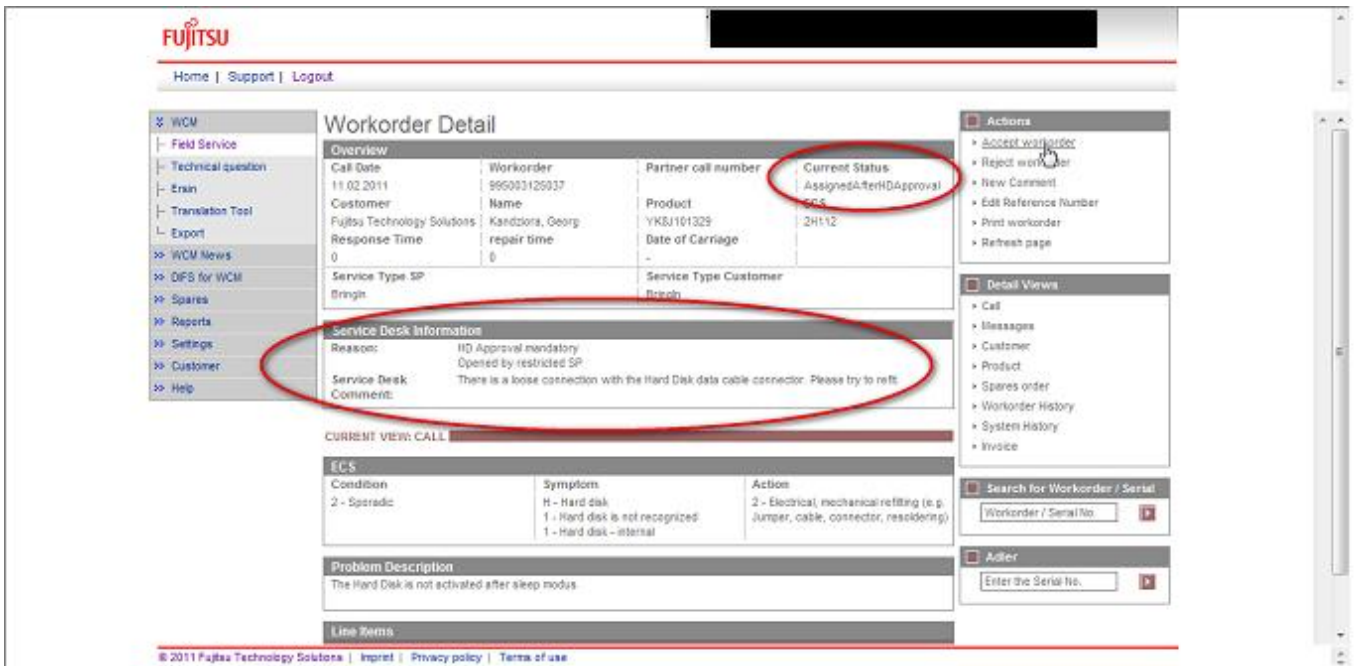 FUJITSU
Home | Support | Logout
WCM
Field Service
Technical question
Ersin
Translation Tool
Export
WCM News
DIFS for WCM
Spares
Reports
Settings
Customer
Help
Workorder Detail
Overview
Call Date Workorder Partner call number Current Status
11.02.2011 995003125037 AssignedAfterHDApproval
Customer Name Product ECS
Fujitsu Technology Solutions Kandziora, Georg YK8J101329 2H112
Response Time repair time Date of Carriage
0 0 -
Service Type SP Service Type Customer
BringIn BringIn
Service Desk Information
Reason: HD Approval mandatory
Opened by restricted SP
Service Desk There is a loose connection with the Hard Disk data cable connector. Please try to refit
Comment:
CURRENT VIEW: CALL
ECS
Condition Symptom Action
2 - Sporadic H - Hard disk 2 - Electrical, mechanical refitting (e.g.
1 - Hard disk is not recognized Jumper, cable, connector, resoldering)
1 - Hard disk - internal
Problem Description
The Hard Disk is not activated after sleep modus.
Line Items
Actions
Accept workorder
Reject workorder
New Comment
Edit Reference Number
Print workorder
Refresh page
Detail Views
Call
Messages
Customer
Product
Spares order
Workorder History
System History
Invoice
Search for Workorder / Serial
Workorder / Serial No.
Adler
Enter the Serial No.
© 2011 Fujitsu Technology Solutions | Imprint | Privacy policy | Terms of use